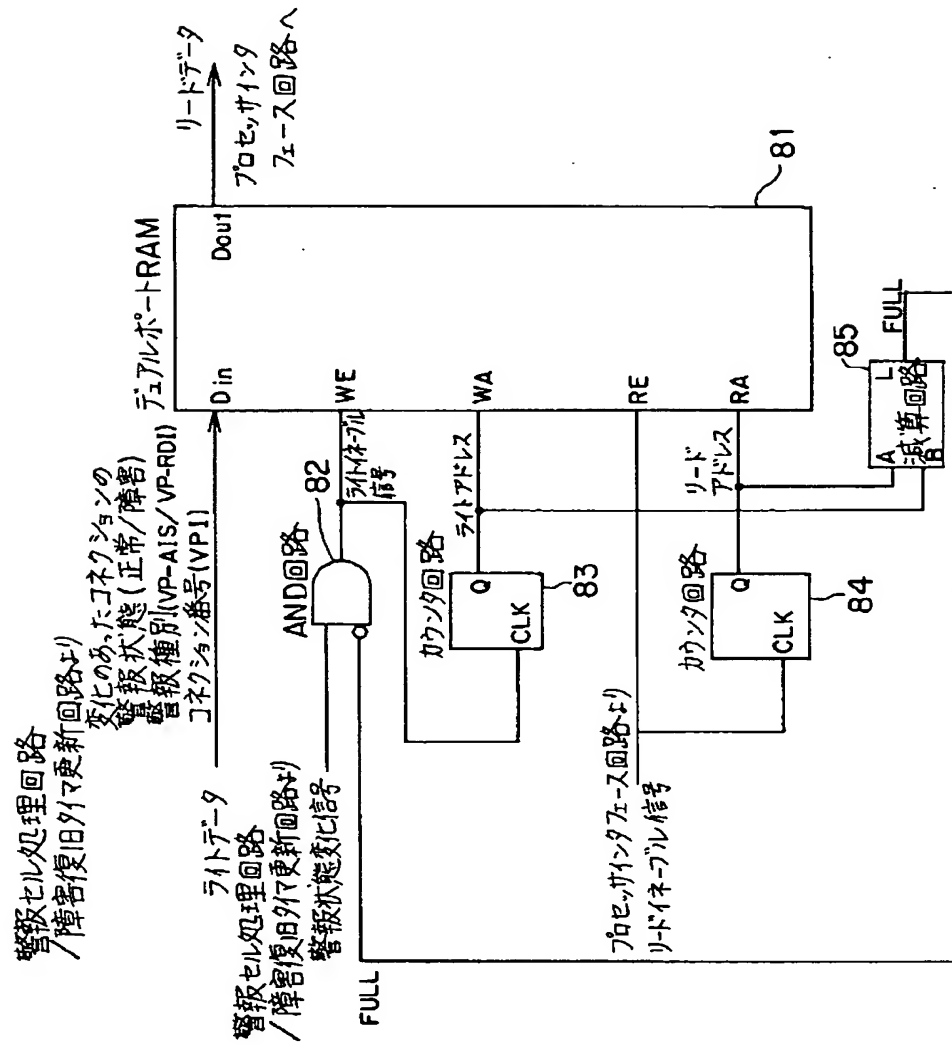 警報セル処理回路
/障害復旧タイマ更新回路より
変化のあったコネクションの
警報状態(正常/障害)
警報種別(VP-AIS/VP-RDI)
コネクション番号(VPI)
ライトデータ
デュアルポートRAM
Din
Dout
リードデータ
プロセッサインタ
フェース回路へ
警報セル処理回路
/障害復旧タイマ更新回路より
警報状態変化信号
FULL
AND回路
82
ライトイネーブル
信号
WE
カウンタ回路
Q
CLK
83
ライトアドレス
WA
プロセッサインタフェース回路より
リードイネーブル信号
RE
カウンタ回路
Q
CLK
84
リード
アドレス
RA
81
A
減算回路
B
L
85
FULL